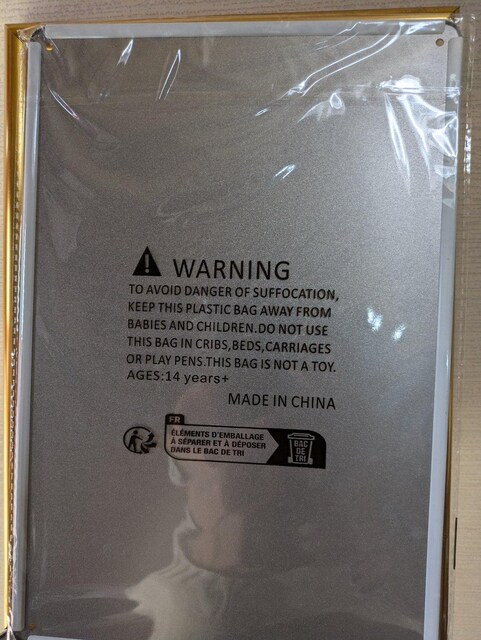 WARNING
TO AVOID DANGER OF SUFFOCATION,
KEEP THIS PLASTIC BAG AWAY FROM
BABIES AND CHILDREN.DO NOT USE
THIS BAG IN CRIBS,BEDS,CARRIAGES
OR PLAY PENS.THIS BAG IS NOT A TOY.
AGES:14 years+
MADE IN CHINA
FR
ÉLÉMENTS D'EMBALLAGE
À SÉPARER ET À DÉPOSER
DANS LE BAC DE TRI
BAC
DE
TRI